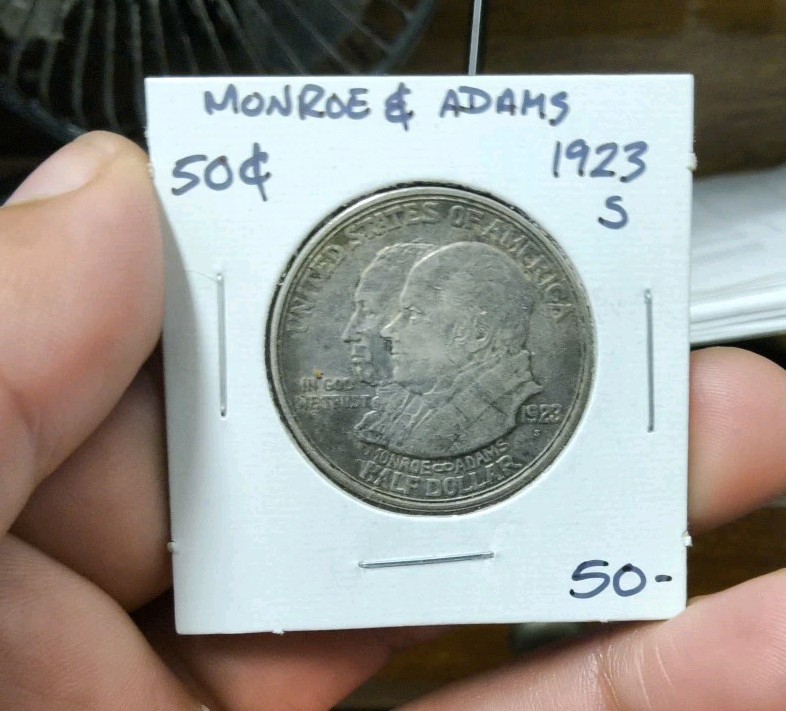 MONROE & ADAMS
50¢
1923
S
UNITED STATES OF AMERICA
IN GOD
WE TRUST
1923
S
MONROE ADAMS
HALF DOLLAR
50-